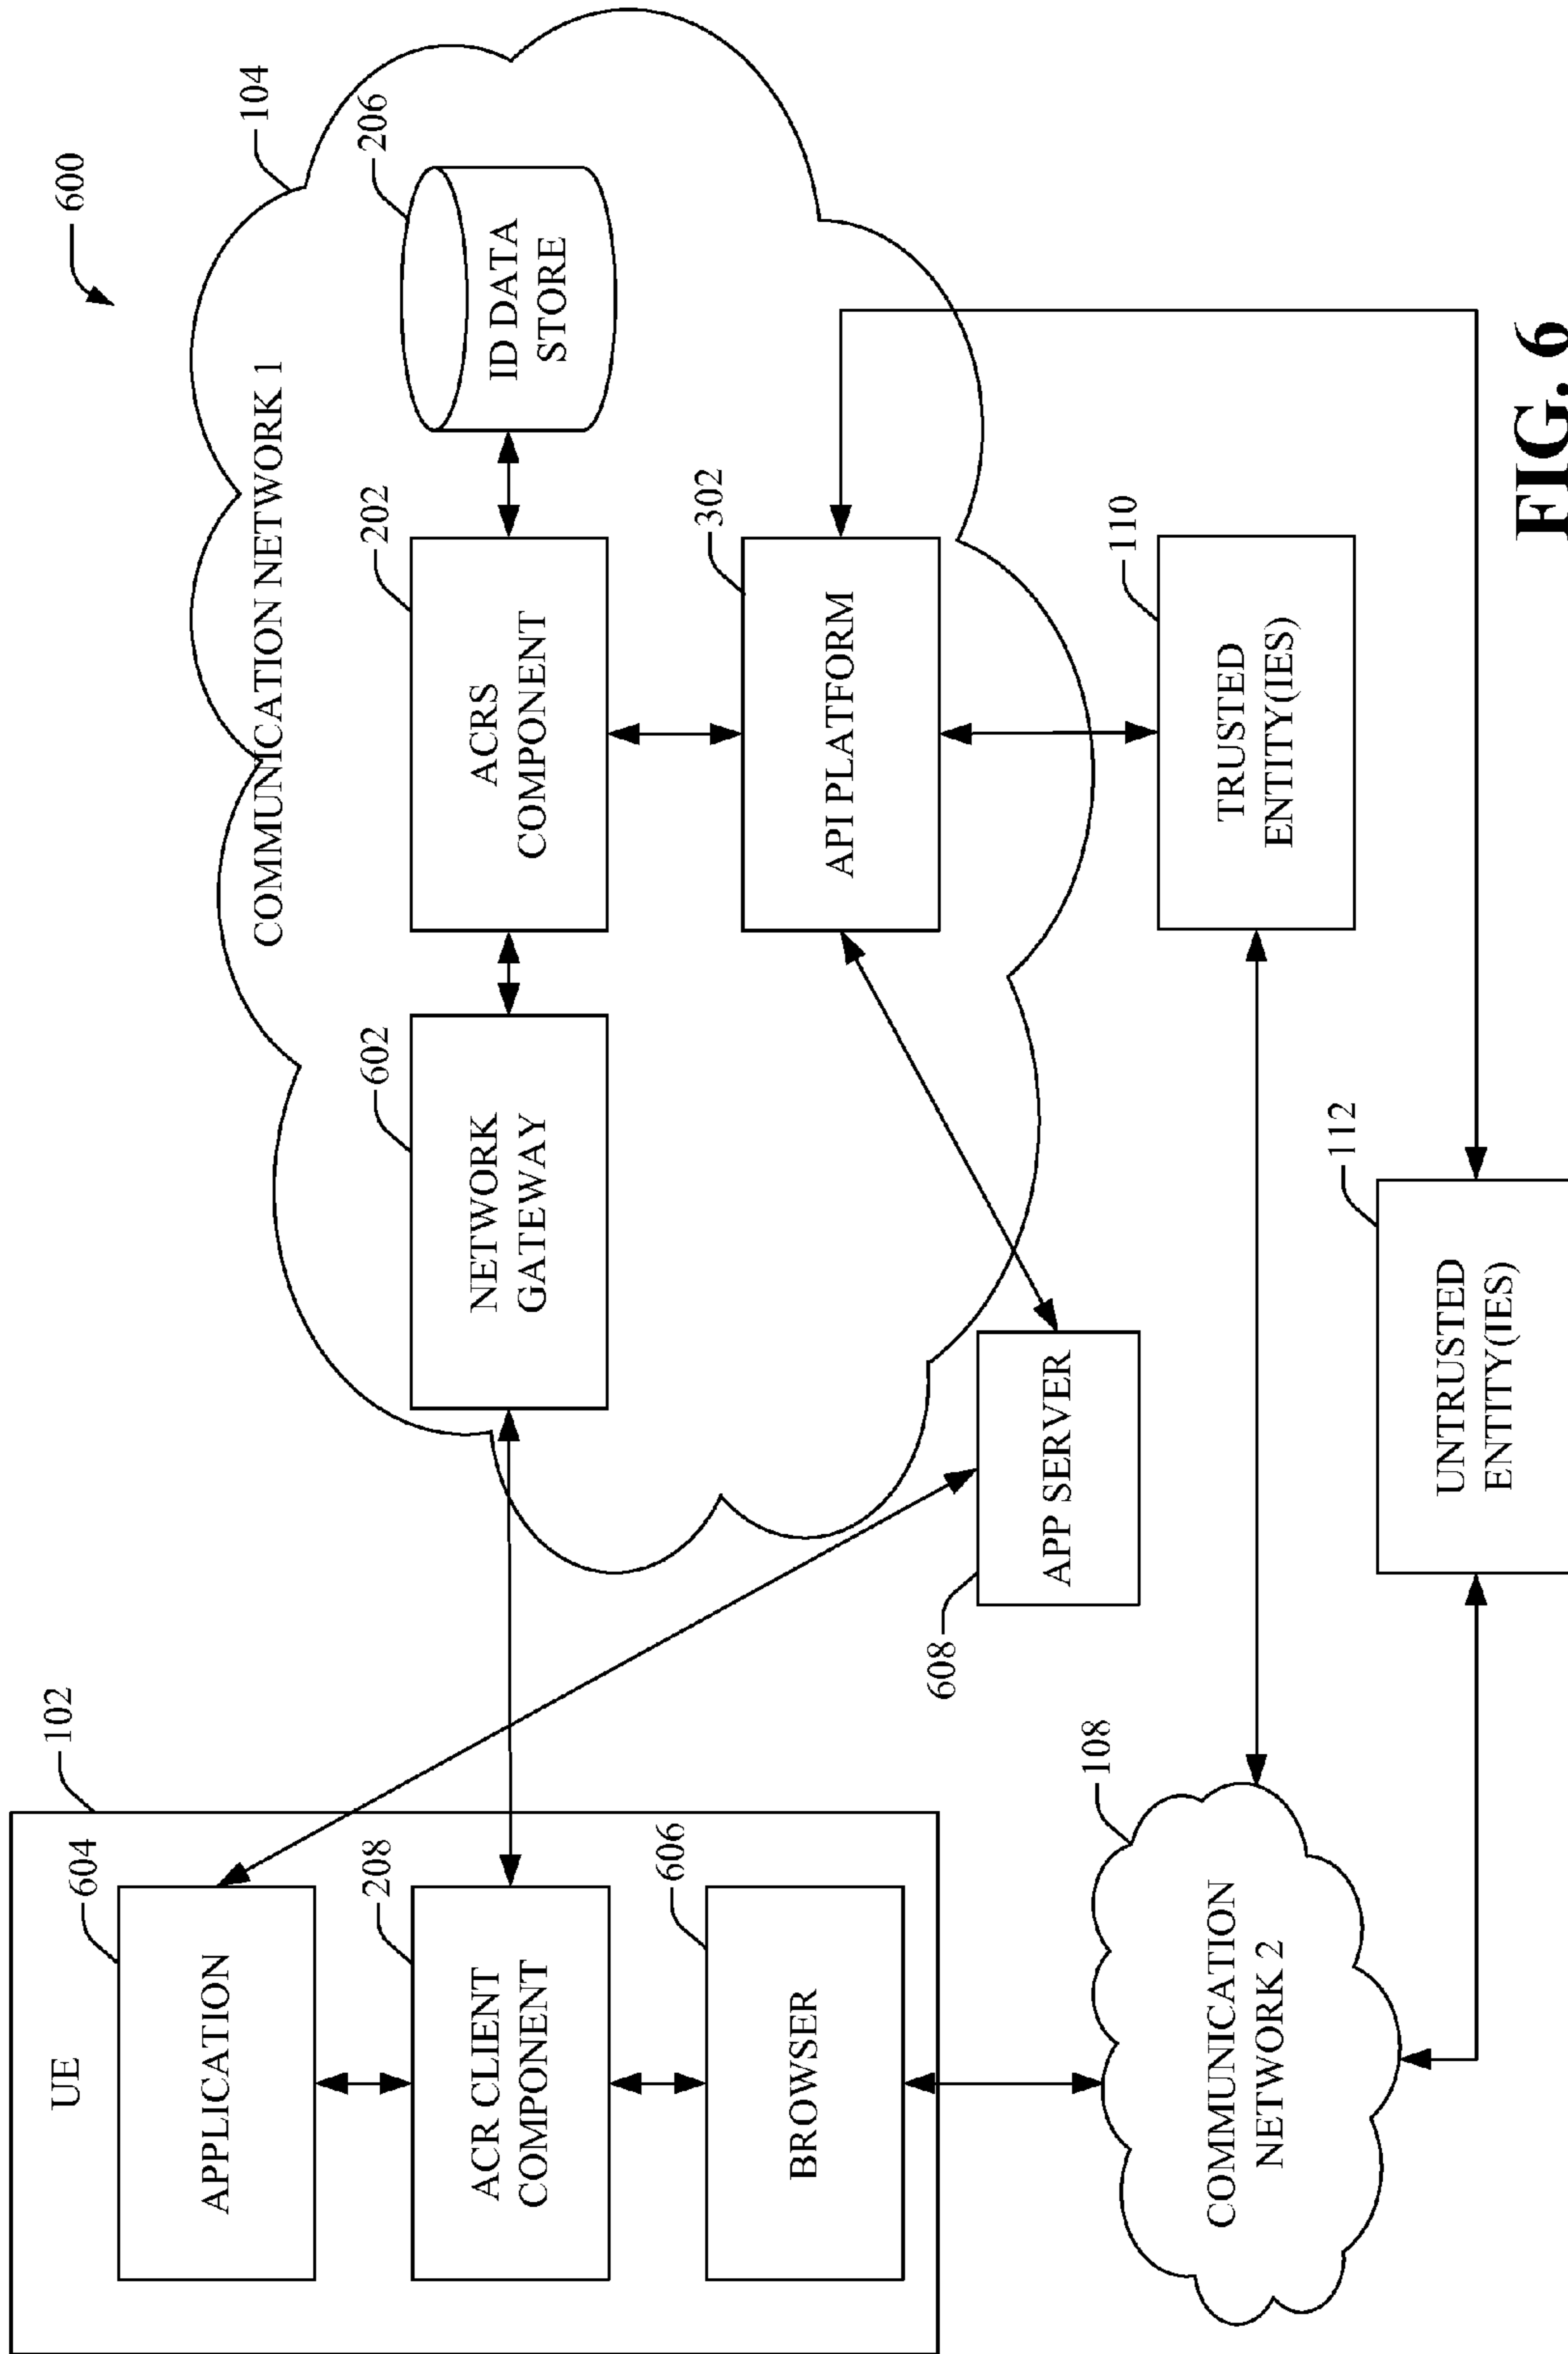 600
104
COMMUNICATION NETWORK 1
102
UE
604
APPLICATION
602
NETWORK
GATEWAY
202
ACRS
COMPONENT
206
ID DATA
STORE
208
ACR CLIENT
COMPONENT
606
BROWSER
302
API PLATFORM
608
APP SERVER
108
COMMUNICATION
NETWORK 2
110
TRUSTED
ENTITY(IES)
112
UNTRUSTED
ENTITY(IES)
FIG. 6